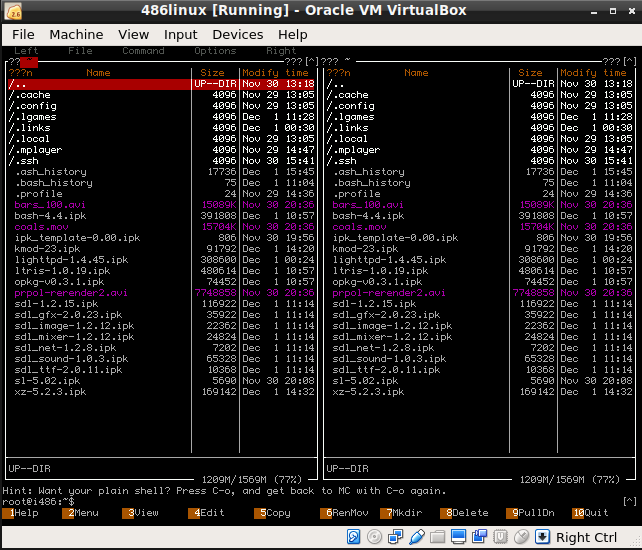 486linux [Running] - Oracle VM VirtualBox
File Machine View Input Devices Help
Left File Command Options Right
??? [^] ??? ~ ??? [^]
???n Name Size Modify time ???n Name Size Modify time
/.. UP--DIR Nov 30 13:18 /.. UP--DIR Nov 30 13:18
/.cache 4096 Nov 29 13:05 /.cache 4096 Nov 29 13:05
/.config 4096 Nov 29 14:36 /.config 4096 Nov 29 14:36
/.lgames 4096 Dec 1 11:28 /.lgames 4096 Dec 1 11:28
/.links 4096 Dec 1 00:30 /.links 4096 Dec 1 00:30
/.local 4096 Nov 29 13:05 /.local 4096 Nov 29 13:05
/.mplayer 4096 Nov 29 14:47 /.mplayer 4096 Nov 29 14:47
/.ssh 4096 Nov 30 15:41 /.ssh 4096 Nov 30 15:41
.ash_history 17736 Dec 1 15:45 .ash_history 17736 Dec 1 15:45
.bash_history 75 Dec 1 11:04 .bash_history 75 Dec 1 11:04
.profile 24 Nov 29 14:36 .profile 24 Nov 29 14:36
bars_100.avi 15089K Nov 30 20:36 bars_100.avi 15089K Nov 30 20:36
bash-4.4.ipk 391808 Dec 1 10:57 bash-4.4.ipk 391808 Dec 1 10:57
coals.mov 15704K Nov 30 20:36 coals.mov 15704K Nov 30 20:36
ipk_template-0.00.ipk 806 Nov 30 19:56 ipk_template-0.00.ipk 806 Nov 30 19:56
kmod-23.ipk 91792 Dec 1 14:20 kmod-23.ipk 91792 Dec 1 14:20
lighttpd-1.4.45.ipk 308600 Dec 1 00:24 lighttpd-1.4.45.ipk 308600 Dec 1 00:24
ltris-1.0.19.ipk 480614 Dec 1 10:57 ltris-1.0.19.ipk 480614 Dec 1 10:57
opkg-v0.3.1.ipk 74452 Dec 1 10:57 opkg-v0.3.1.ipk 74452 Dec 1 10:57
prpol-rerender2.avi 7748858 Nov 30 20:36 prpol-rerender2.avi 7748858 Nov 30 20:36
sdl-1.2.15.ipk 116922 Dec 1 11:14 sdl-1.2.15.ipk 116922 Dec 1 11:14
sdl_gfx-2.0.23.ipk 35922 Dec 1 11:14 sdl_gfx-2.0.23.ipk 35922 Dec 1 11:14
sdl_image-1.2.12.ipk 22362 Dec 1 11:14 sdl_image-1.2.12.ipk 22362 Dec 1 11:14
sdl_mixer-1.2.12.ipk 24824 Dec 1 11:14 sdl_mixer-1.2.12.ipk 24824 Dec 1 11:14
sdl_net-1.2.8.ipk 7202 Dec 1 11:14 sdl_net-1.2.8.ipk 7202 Dec 1 11:14
sdl_sound-1.0.3.ipk 65328 Dec 1 11:14 sdl_sound-1.0.3.ipk 65328 Dec 1 11:14
sdl_ttf-2.0.11.ipk 10368 Dec 1 11:14 sdl_ttf-2.0.11.ipk 10368 Dec 1 11:14
sl-5.02.ipk 5690 Nov 30 20:08 sl-5.02.ipk 5690 Nov 30 20:08
xz-5.2.3.ipk 169142 Dec 1 14:32 xz-5.2.3.ipk 169142 Dec 1 14:32
UP--DIR UP--DIR
1209M/1569M (77%) 1209M/1569M (77%)
Hint: Want your plain shell? Press C-o, and get back to MC with C-o again.
root@i486:~$ [^]
1Help 2Menu 3View 4Edit 5Copy 6RenMov 7Mkdir 8Delete 9PullDn 10Quit
Right Ctrl